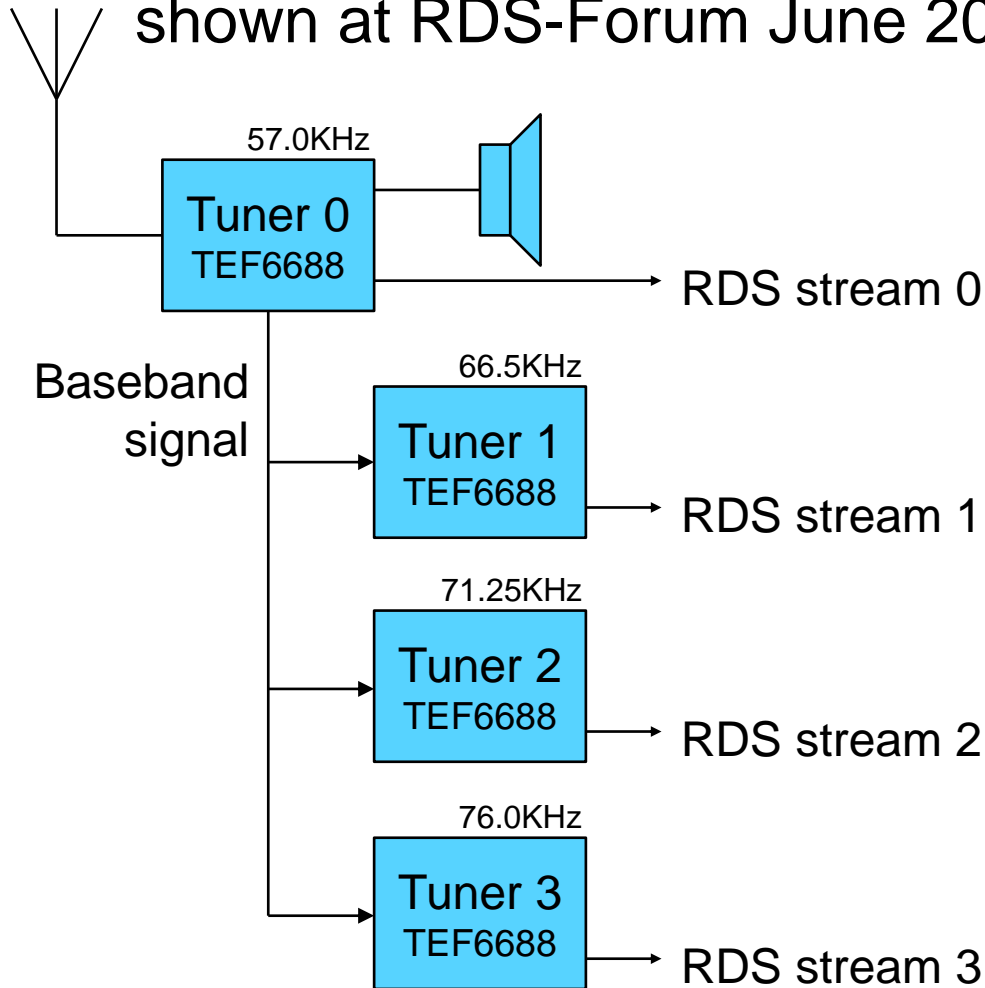 shown at RDS-Forum June 20
57.0KHz
Tuner 0
TEF6688
RDS stream 0
Baseband
signal
66.5KHz
Tuner 1
TEF6688
RDS stream 1
71.25KHz
Tuner 2
TEF6688
RDS stream 2
76.0KHz
Tuner 3
TEF6688
RDS stream 3